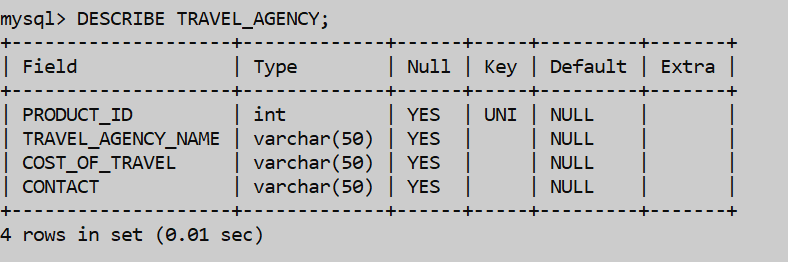 mysql> DESCRIBE TRAVEL_AGENCY;
+--------------------+-------------+------+-----+---------+-------+
| Field              | Type        | Null | Key | Default | Extra |
+--------------------+-------------+------+-----+---------+-------+
| PRODUCT_ID         | int         | YES  | UNI | NULL    |       |
| TRAVEL_AGENCY_NAME | varchar(50) | YES  |     | NULL    |       |
| COST_OF_TRAVEL     | varchar(50) | YES  |     | NULL    |       |
| CONTACT            | varchar(50) | YES  |     | NULL    |       |
+--------------------+-------------+------+-----+---------+-------+
4 rows in set (0.01 sec)